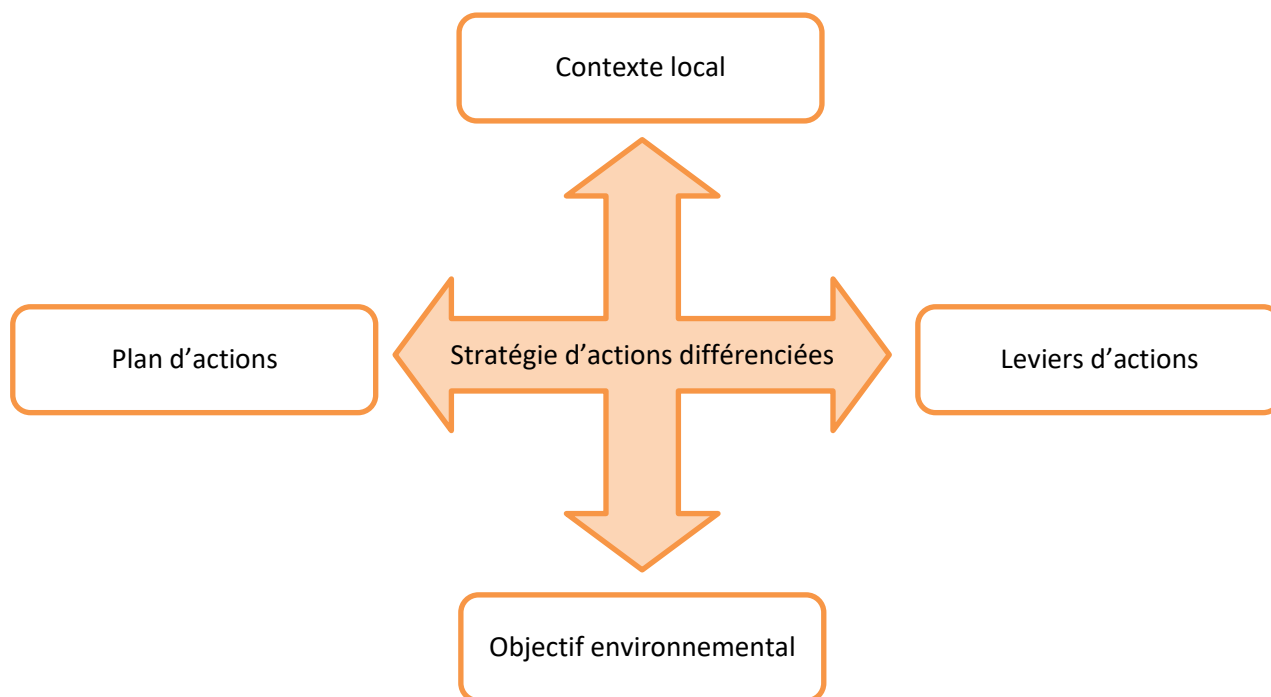 Contexte local
Plan d’actions
Stratégie d’actions différenciées
Leviers d’actions
Objectif environnemental